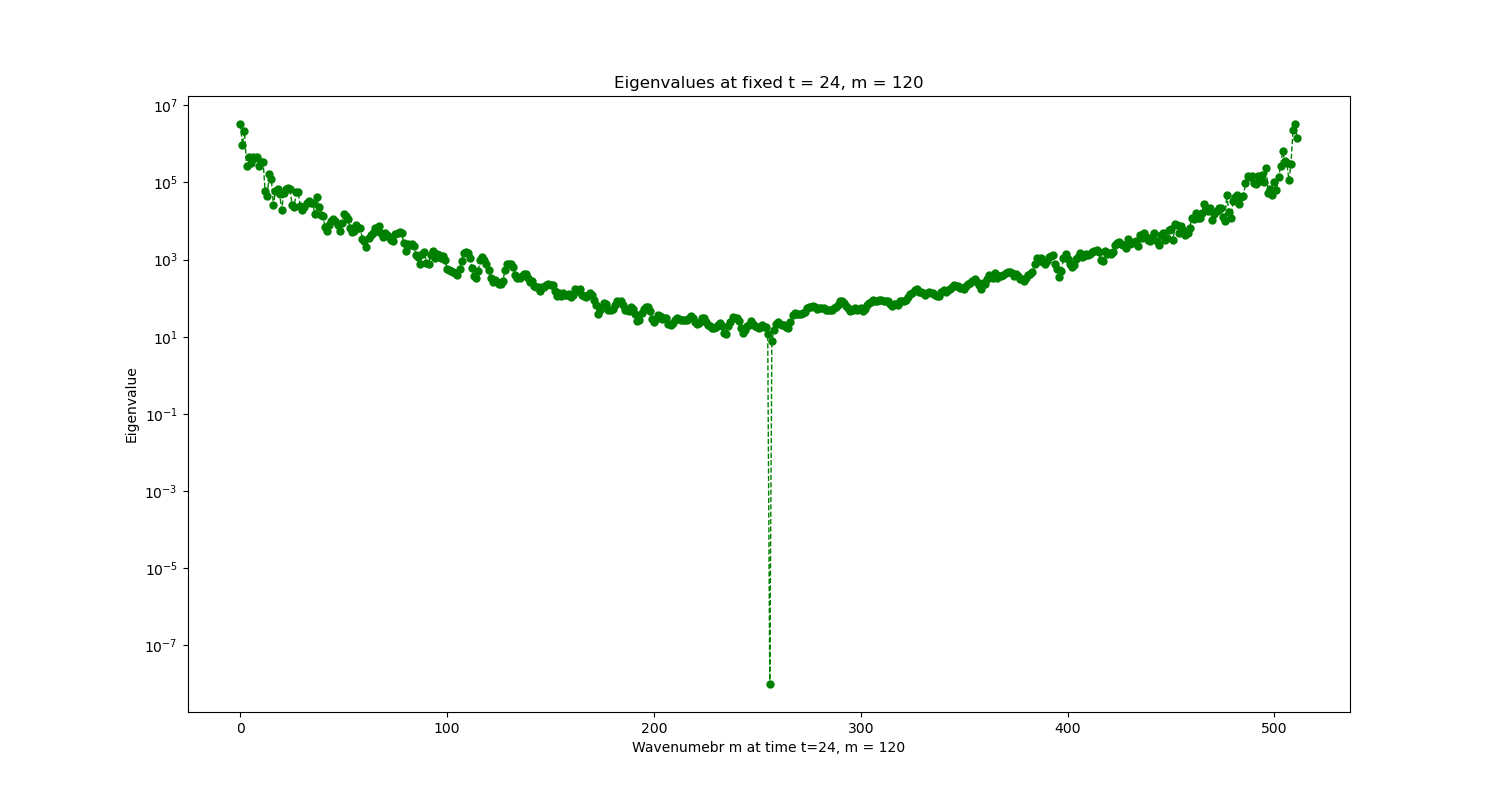 Eigenvalues at fixed t = 24, m = 120
10^7
10^5
10^3
10^1
10^-1
10^-3
10^-5
10^-7
Eigenvalue
0 100 200 300 400 500
Wavenumebr m at time t=24, m = 120